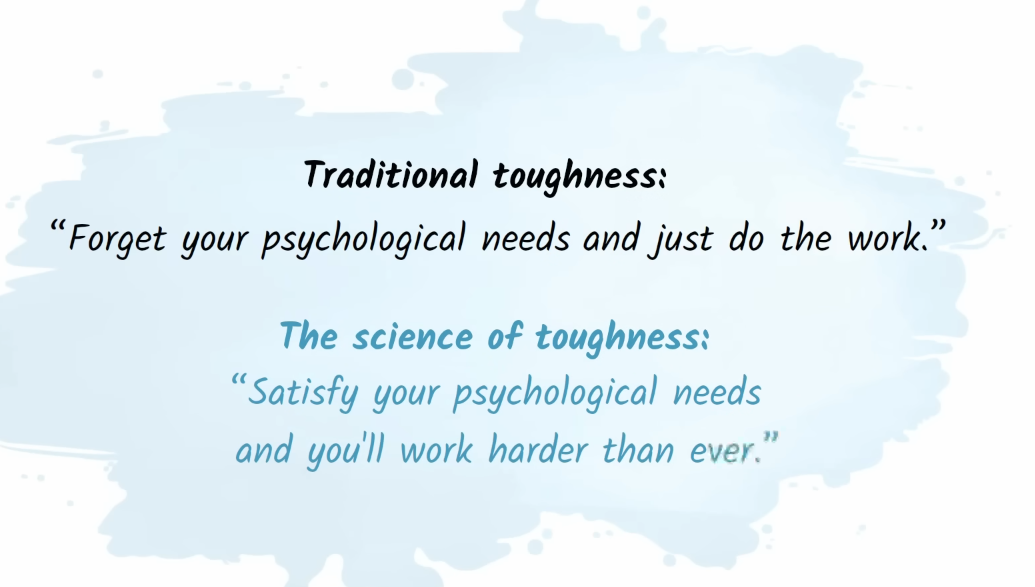 Traditional toughness:
“Forget your psychological needs and just do the work.”
The science of toughness:
“Satisfy your psychological needs
and you'll work harder than ever.”